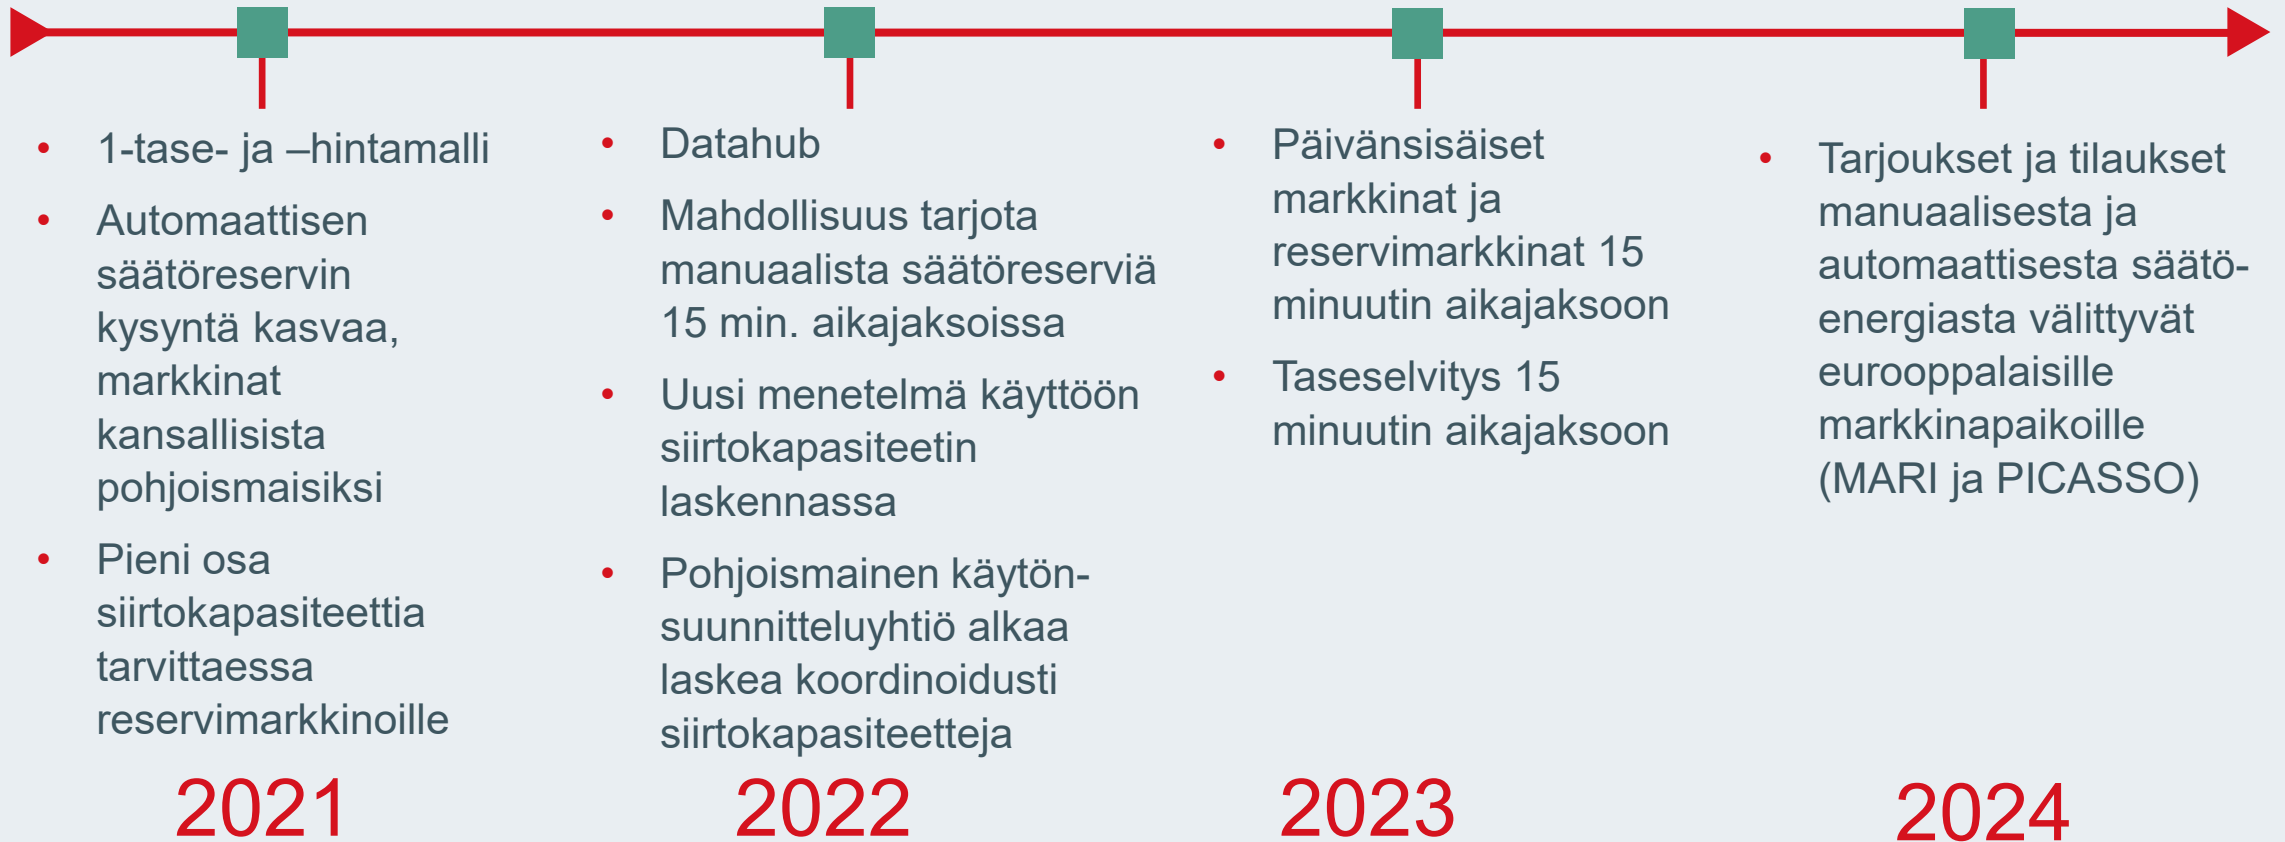 • 1-tase- ja –hintamalli
• Automaattisen
säätöreservin
kysyntä kasvaa,
markkinat
kansallisista
pohjoismaisiksi
• Pieni osa
siirtokapasiteettia
tarvittaessa
reservimarkkinoille
2021
• Datahub
• Mahdollisuus tarjota
manuaalista säätöreserviä
15 min. aikajaksoissa
• Uusi menetelmä käyttöön
siirtokapasiteetin
laskennassa
• Pohjoismainen käytön-
suunnitteluyhtiö alkaa
laskea koordinoidusti
siirtokapasiteetteja
2022
• Päivänsisäiset
markkinat ja
reservimarkkinat 15
minuutin aikajaksoon
• Taseselvitys 15
minuutin aikajaksoon
2023
• Tarjoukset ja tilaukset
manuaalisesta ja
automaattisesta säätö-
energiasta välittyvät
eurooppalaisille
markkinapaikoille
(MARI ja PICASSO)
2024